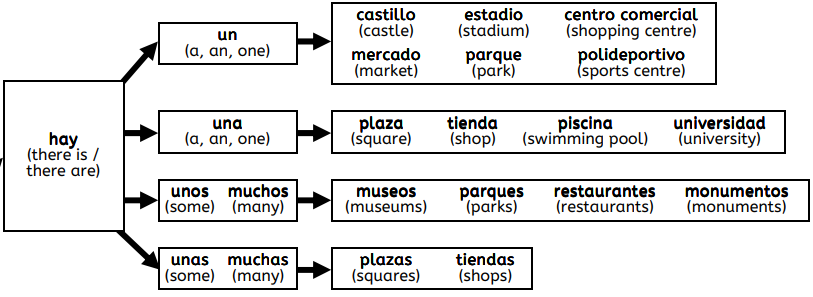 un
(a, an, one)
castillo estadio centro comercial
(castle) (stadium) (shopping centre)
mercado parque polideportivo
(market) (park) (sports centre)
hay
(there is /
there are)
una
(a, an, one)
plaza tienda piscina universidad
(square) (shop) (swimming pool) (university)
unos muchos
(some) (many)
museos parques restaurantes monumentos
(museums) (parks) (restaurants) (monuments)
unas muchas
(some) (many)
plazas tiendas
(squares) (shops)